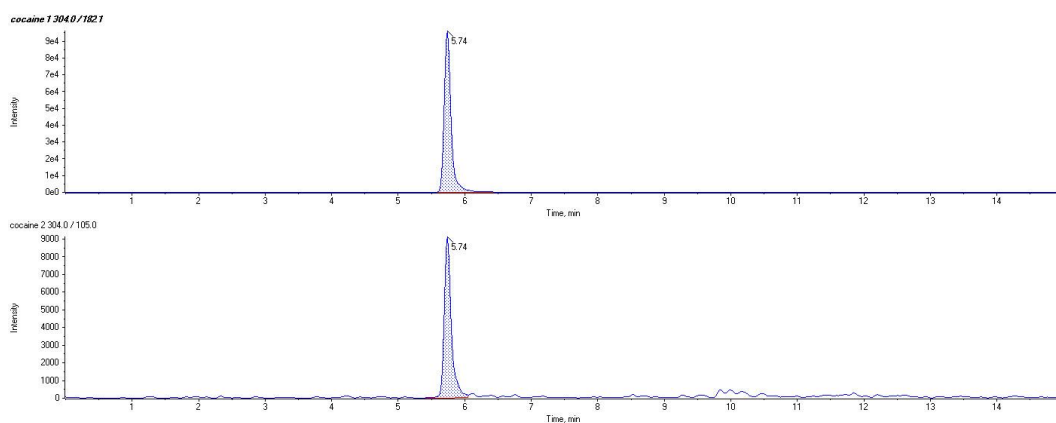 cocaine 1 304.0 / 182.1
9e4
8e4
7e4
6e4
5e4
4e4
3e4
2e4
1e4
0e0
Intensity
5.74
1 2 3 4 5 6 7 8 9 10 11 12 13 14
Time, min
cocaine 2 304.0 / 105.0
9000
8000
7000
6000
5000
4000
3000
2000
1000
0
Intensity
5.74
1 2 3 4 5 6 7 8 9 10 11 12 13 14
Time, min